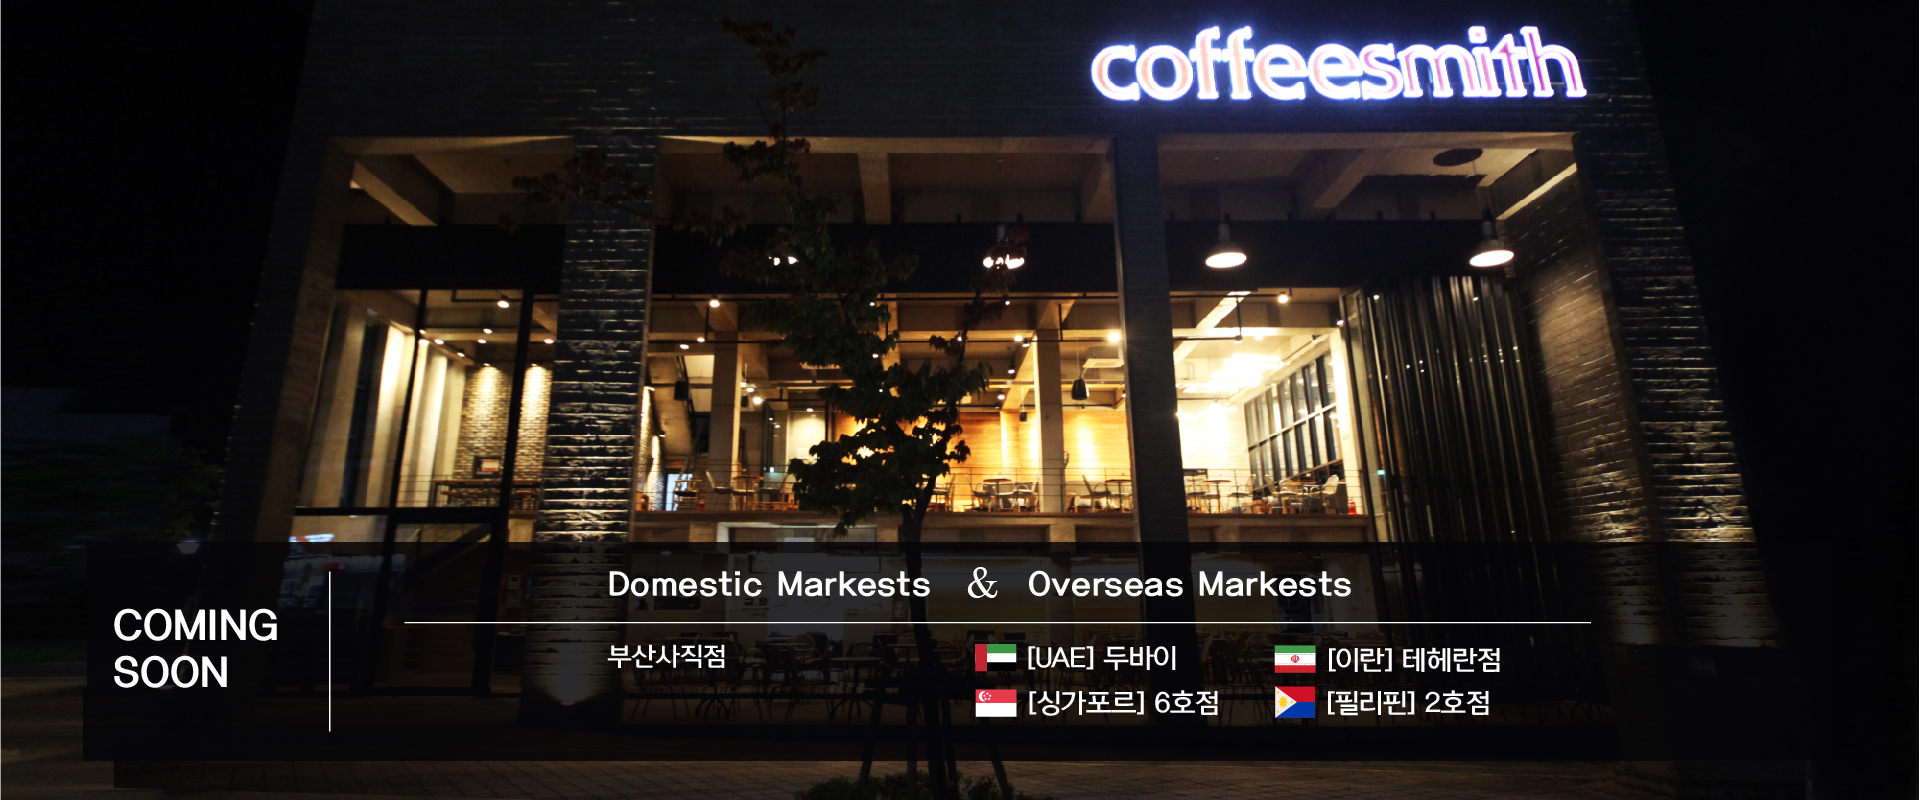 coffeesmith
COMING
SOON
Domestic Markests & Overseas Markests
부산사직점
[UAE] 두바이
[이란] 테헤란점
[싱가포르] 6호점
[필리핀] 2호점